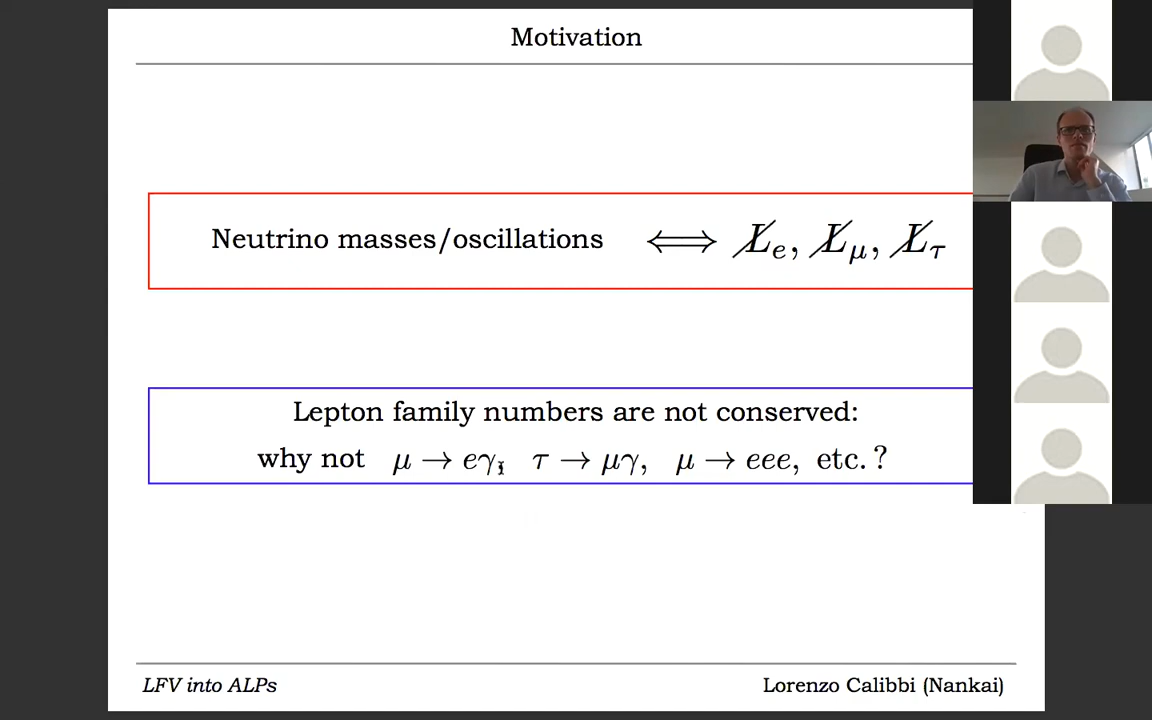 Motivation
Neutrino masses/oscillations ⟺ L̸e, L̸μ, L̸τ
Lepton family numbers are not conserved:
why not μ → eγ, τ → μγ, μ → eee, etc. ?
LFV into ALPs
Lorenzo Calibbi (Nankai)